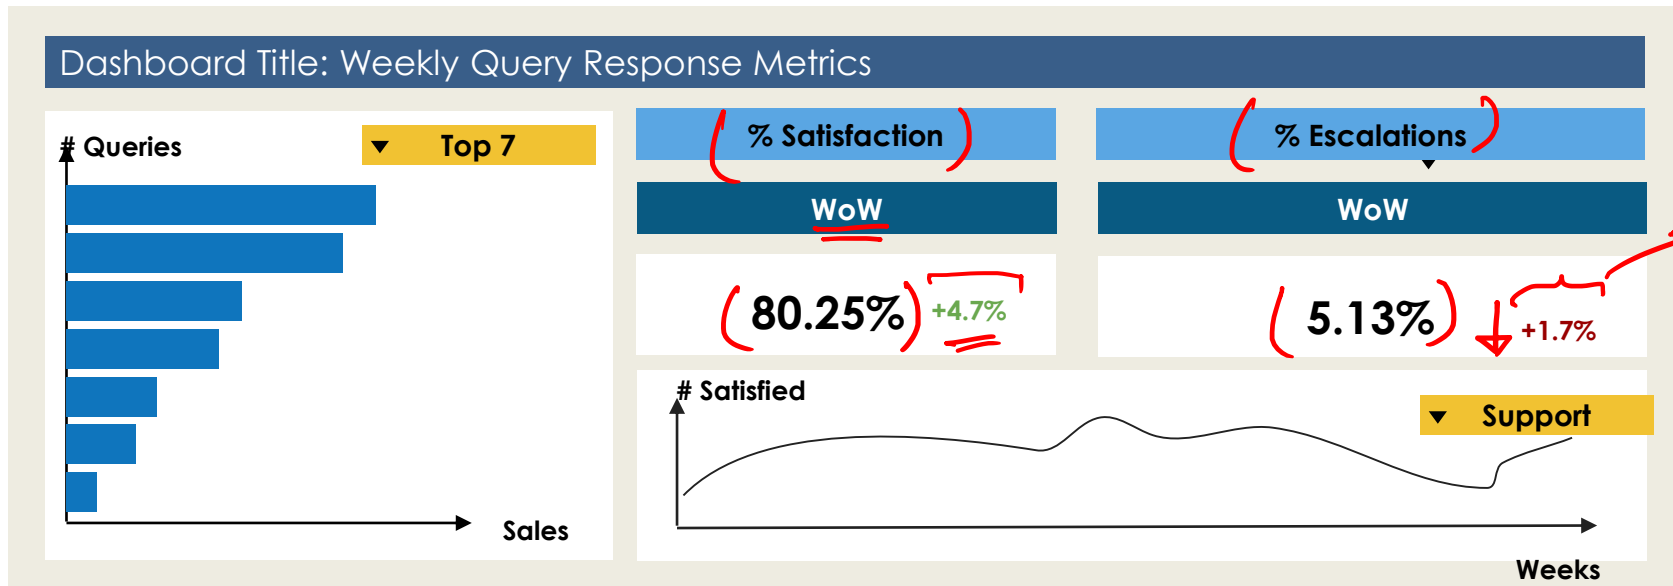 Dashboard Title: Weekly Query Response Metrics
# Queries
Top 7
Sales
% Satisfaction
WoW
80.25% +4.7%
% Escalations
WoW
5.13% +1.7%
# Satisfied
Support
Weeks